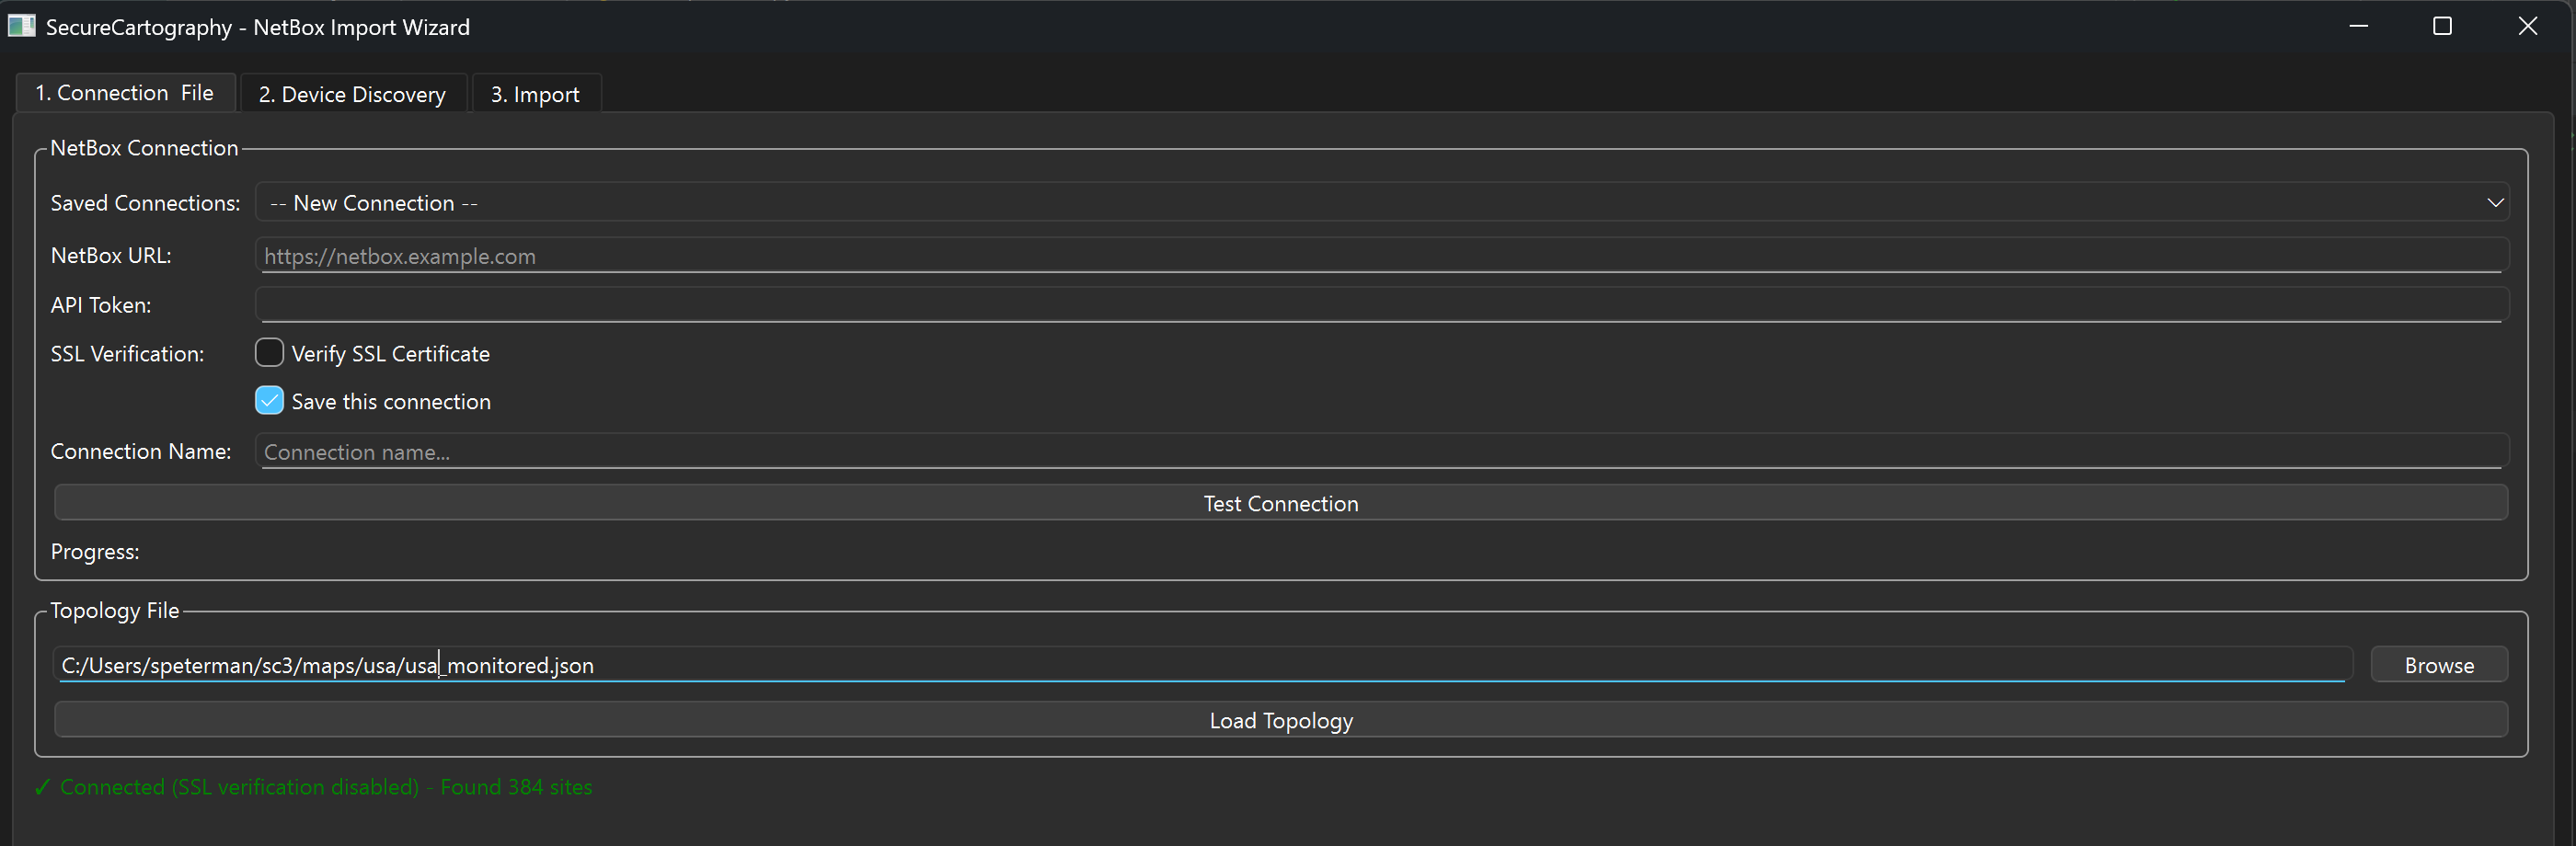 SecureCartography - NetBox Import Wizard
1. Connection  File
2. Device Discovery
3. Import
NetBox Connection
Saved Connections: -- New Connection --
NetBox URL: https://netbox.example.com
API Token:
SSL Verification: Verify SSL Certificate
Save this connection
Connection Name: Connection name...
Test Connection
Progress:
Topology File
C:/Users/speterman/sc3/maps/usa/usa_monitored.json Browse
Load Topology
✓ Connected (SSL verification disabled) - Found 384 sites